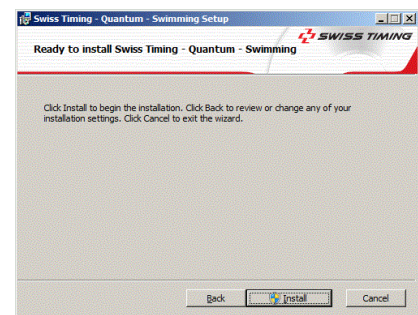 Swiss Timing - Quantum - Swimming Setup
SWISS TIMING
Ready to install Swiss Timing - Quantum - Swimming
Click Install to begin the installation. Click Back to review or change any of your
installation settings. Click Cancel to exit the wizard.
Back Install Cancel